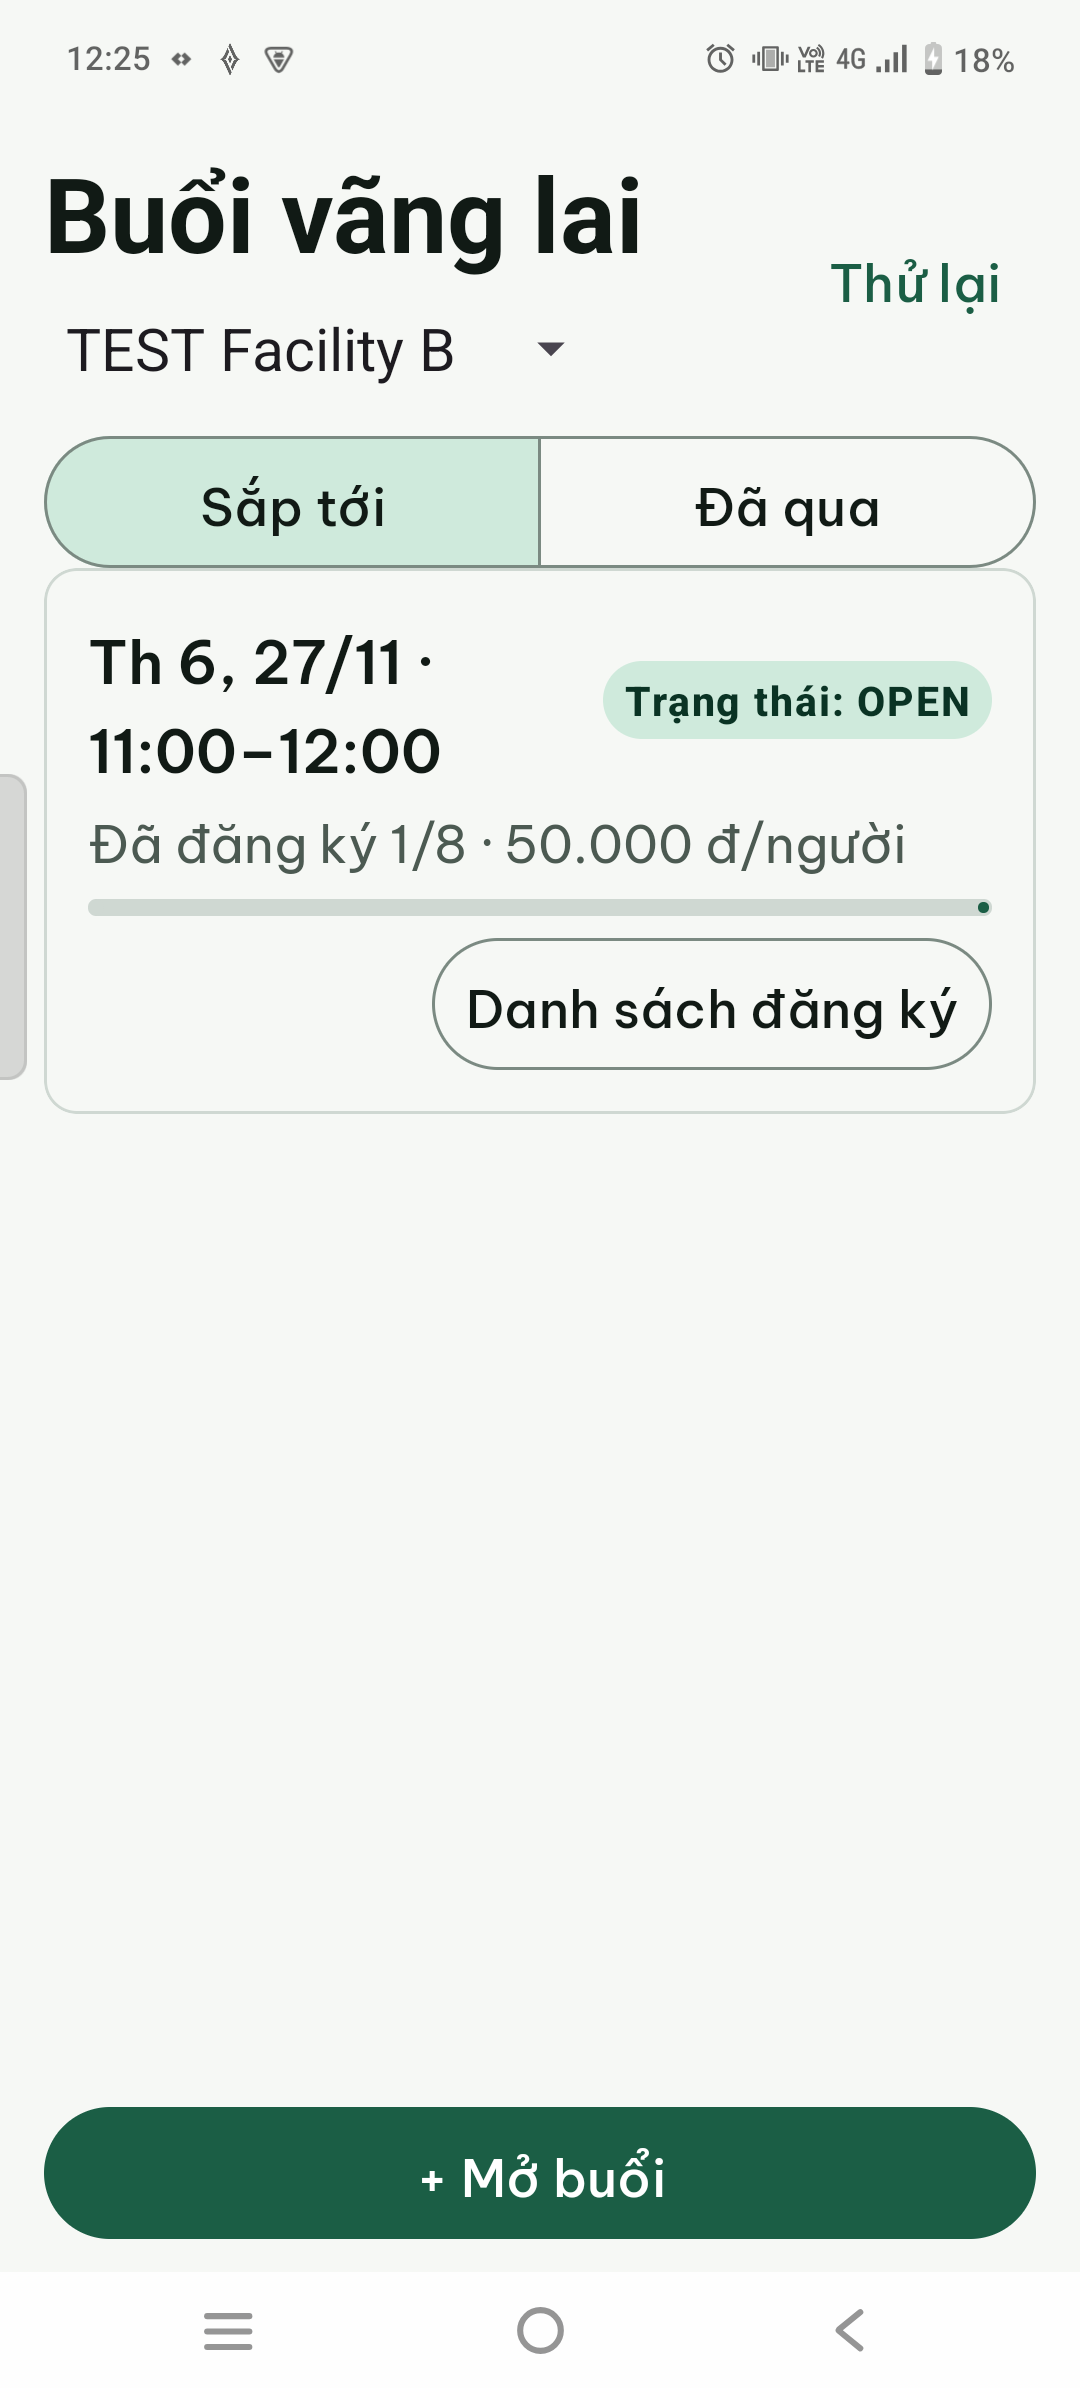 12:25
VoLTE 4G 18%
Buổi vãng lai
Thử lại
TEST Facility B
Sắp tới
Đã qua
Th 6, 27/11 ·
11:00–12:00
Trạng thái: OPEN
Đã đăng ký 1/8 · 50.000 đ/người
Danh sách đăng ký
+ Mở buổi